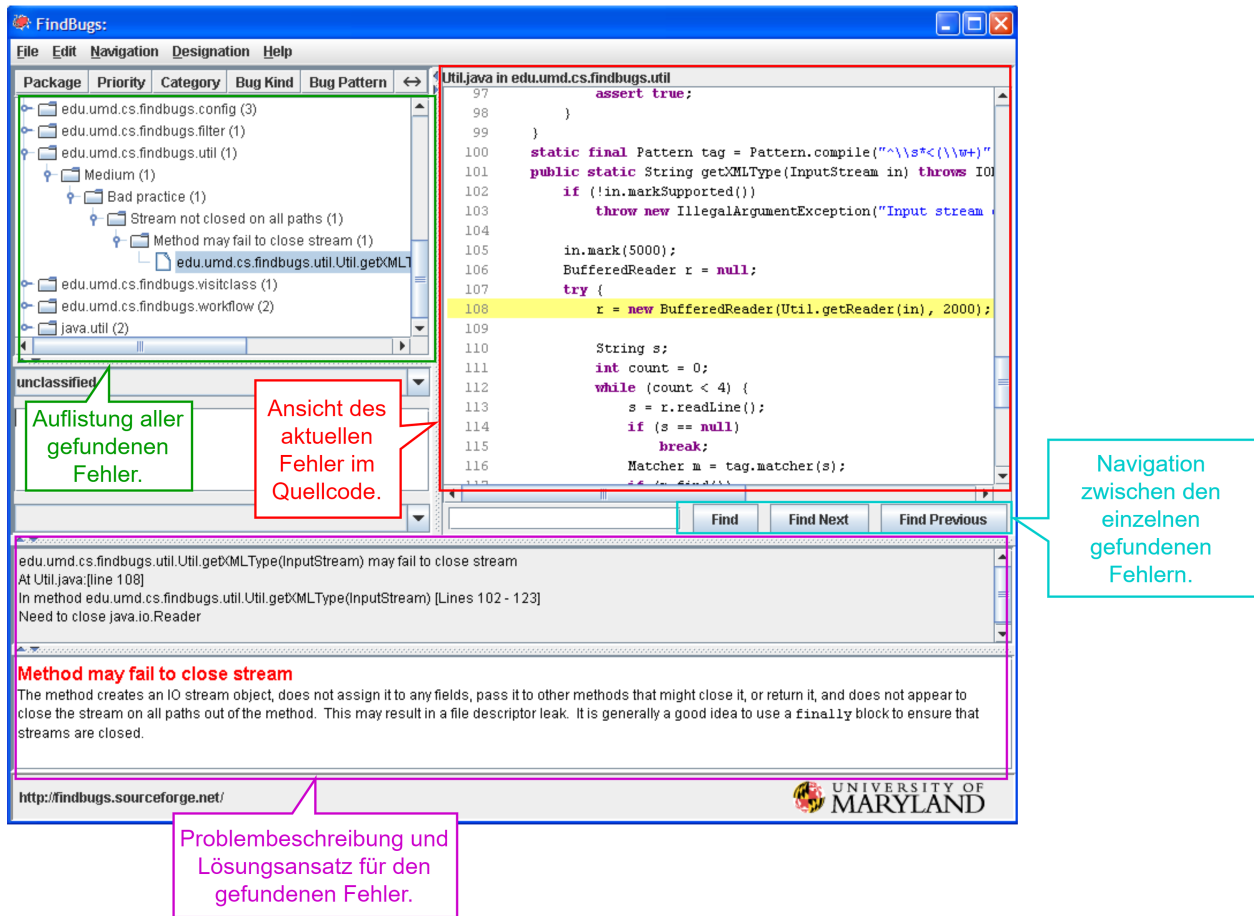 FindBugs:
File Edit Navigation Designation Help
Package Priority Category Bug Kind Bug Pattern
edu.umd.cs.findbugs.config (3)
edu.umd.cs.findbugs.filter (1)
edu.umd.cs.findbugs.util (1)
Medium (1)
Bad practice (1)
Stream not closed on all paths (1)
Method may fail to close stream (1)
edu.umd.cs.findbugs.util.Util.getXMLT
edu.umd.cs.findbugs.visitclass (1)
edu.umd.cs.findbugs.workflow (2)
java.util (2)
unclassified
Auflistung aller
gefundenen
Fehler.
Ansicht des
aktuellen
Fehler im
Quellcode.
Util.java in edu.umd.cs.findbugs.util
97 assert true;
98 }
99 }
100 static final Pattern tag = Pattern.compile("^\\s*<(\\w+)"
101 public static String getXMLType(InputStream in) throws IO
102 if (!in.markSupported())
103 throw new IllegalArgumentException("Input stream
104
105 in.mark(5000);
106 BufferedReader r = null;
107 try {
108 r = new BufferedReader(Util.getReader(in), 2000);
109
110 String s;
111 int count = 0;
112 while (count < 4) {
113 s = r.readLine();
114 if (s == null)
115 break;
116 Matcher m = tag.matcher(s);
Find Find Next Find Previous
Navigation
zwischen den
einzelnen
gefundenen
Fehlern.
edu.umd.cs.findbugs.util.Util.getXMLType(InputStream) may fail to close stream
At Util.java:[line 108]
In method edu.umd.cs.findbugs.util.Util.getXMLType(InputStream) [Lines 102 - 123]
Need to close java.io.Reader
Method may fail to close stream
The method creates an IO stream object, does not assign it to any fields, pass it to other methods that might close it, or return it, and does not appear to
close the stream on all paths out of the method. This may result in a file descriptor leak. It is generally a good idea to use a finally block to ensure that
streams are closed.
http://findbugs.sourceforge.net/
UNIVERSITY OF
MARYLAND
Problembeschreibung und
Lösungsansatz für den
gefundenen Fehler.